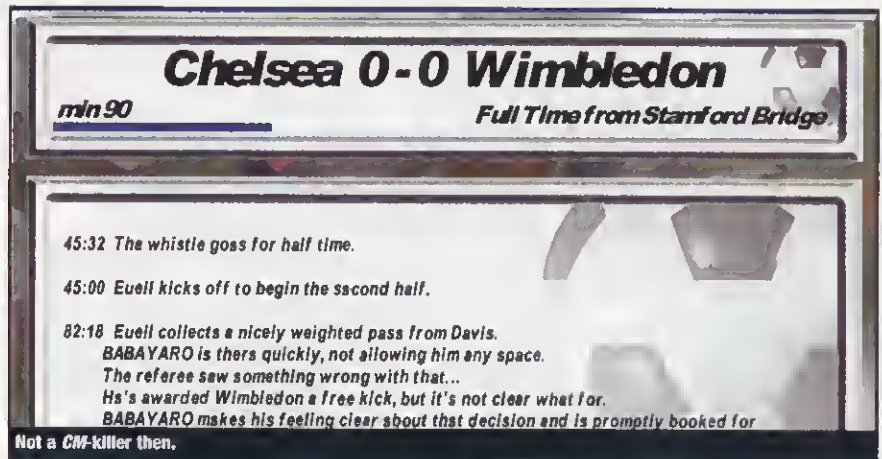 Chelsea 0-0 Wimbledon
min 90
Full Time from Stamford Bridge
45:32 The whistle goss for half time.
45:00 Euell kicks off to begin the second half.
82:18 Euell collects a nicely weighted pass from Davis.
BABAYARO is thers quickly, not allowing him any space.
The referee saw something wrong with that...
Hs's awarded Wimbledon a free kick, but it's not clear what for.
BABAYARO makes his feeling clear about that decision and is promptly booked for
Not a CM-killer then.